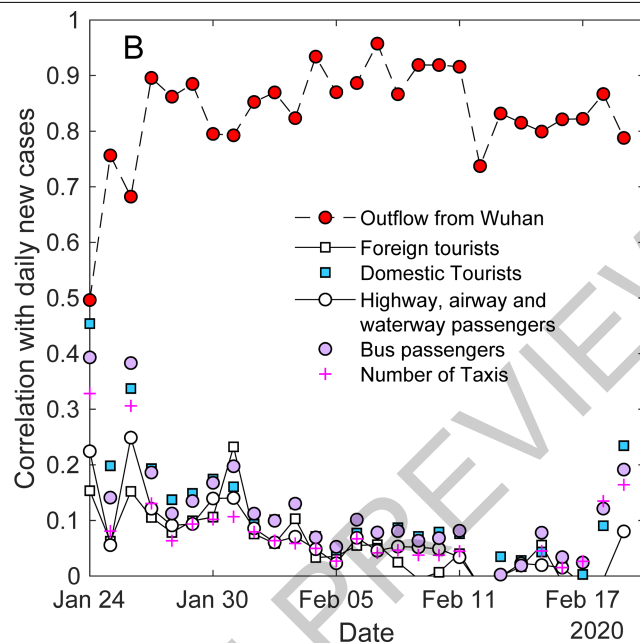 B
Correlation with daily new cases
1
0.9
0.8
0.7
0.6
0.5
0.4
0.3
0.2
0.1
0
Outflow from Wuhan
Foreign tourists
Domestic Tourists
Highway, airway and
waterway passengers
Bus passengers
Number of Taxis
Jan 24 Jan 30 Feb 05 Feb 11 Feb 17
2020
Date
PREVIEW